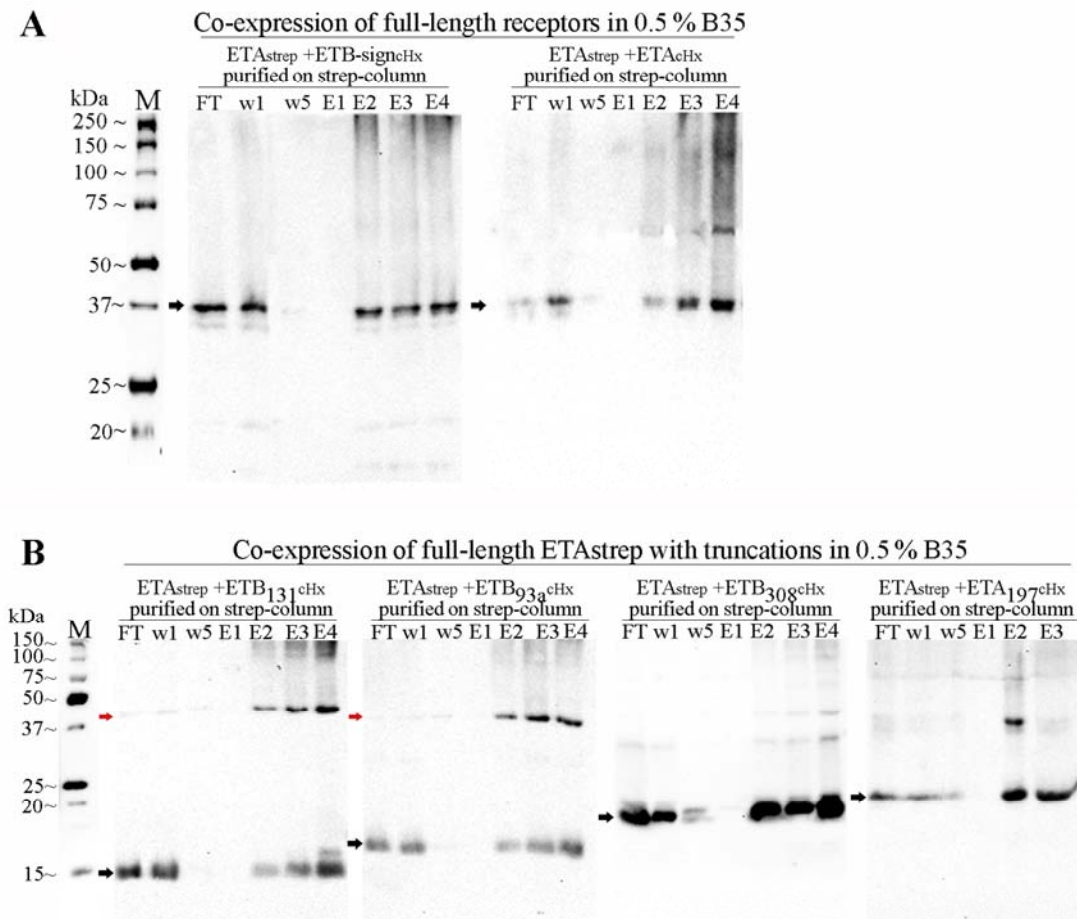 A
Co-expression of full-length receptors in 0.5 % B35
ETAstrep +ETB-signcHx ETAstrep +ETAcHx
purified on strep-column purified on strep-column
kDa M FT w1 w5 E1 E2 E3 E4 FT w1 w5 E1 E2 E3 E4
250~
150~
100~
75~
50~
37~
25~
20~
B
Co-expression of full-length ETAstrep with truncations in 0.5 % B35
ETAstrep +ETB131cHx ETAstrep +ETB93acHx ETAstrep +ETB308cHx ETAstrep +ETA197cHx
purified on strep-column purified on strep-column purified on strep-column purified on strep-column
kDa M FT w1 w5 E1 E2 E3 E4 FT w1 w5 E1 E2 E3 E4 FT w1 w5 E1 E2 E3 E4 FT w1 w5 E1 E2 E3
150~
100~
75~
50~
37~
25~
20~
15~